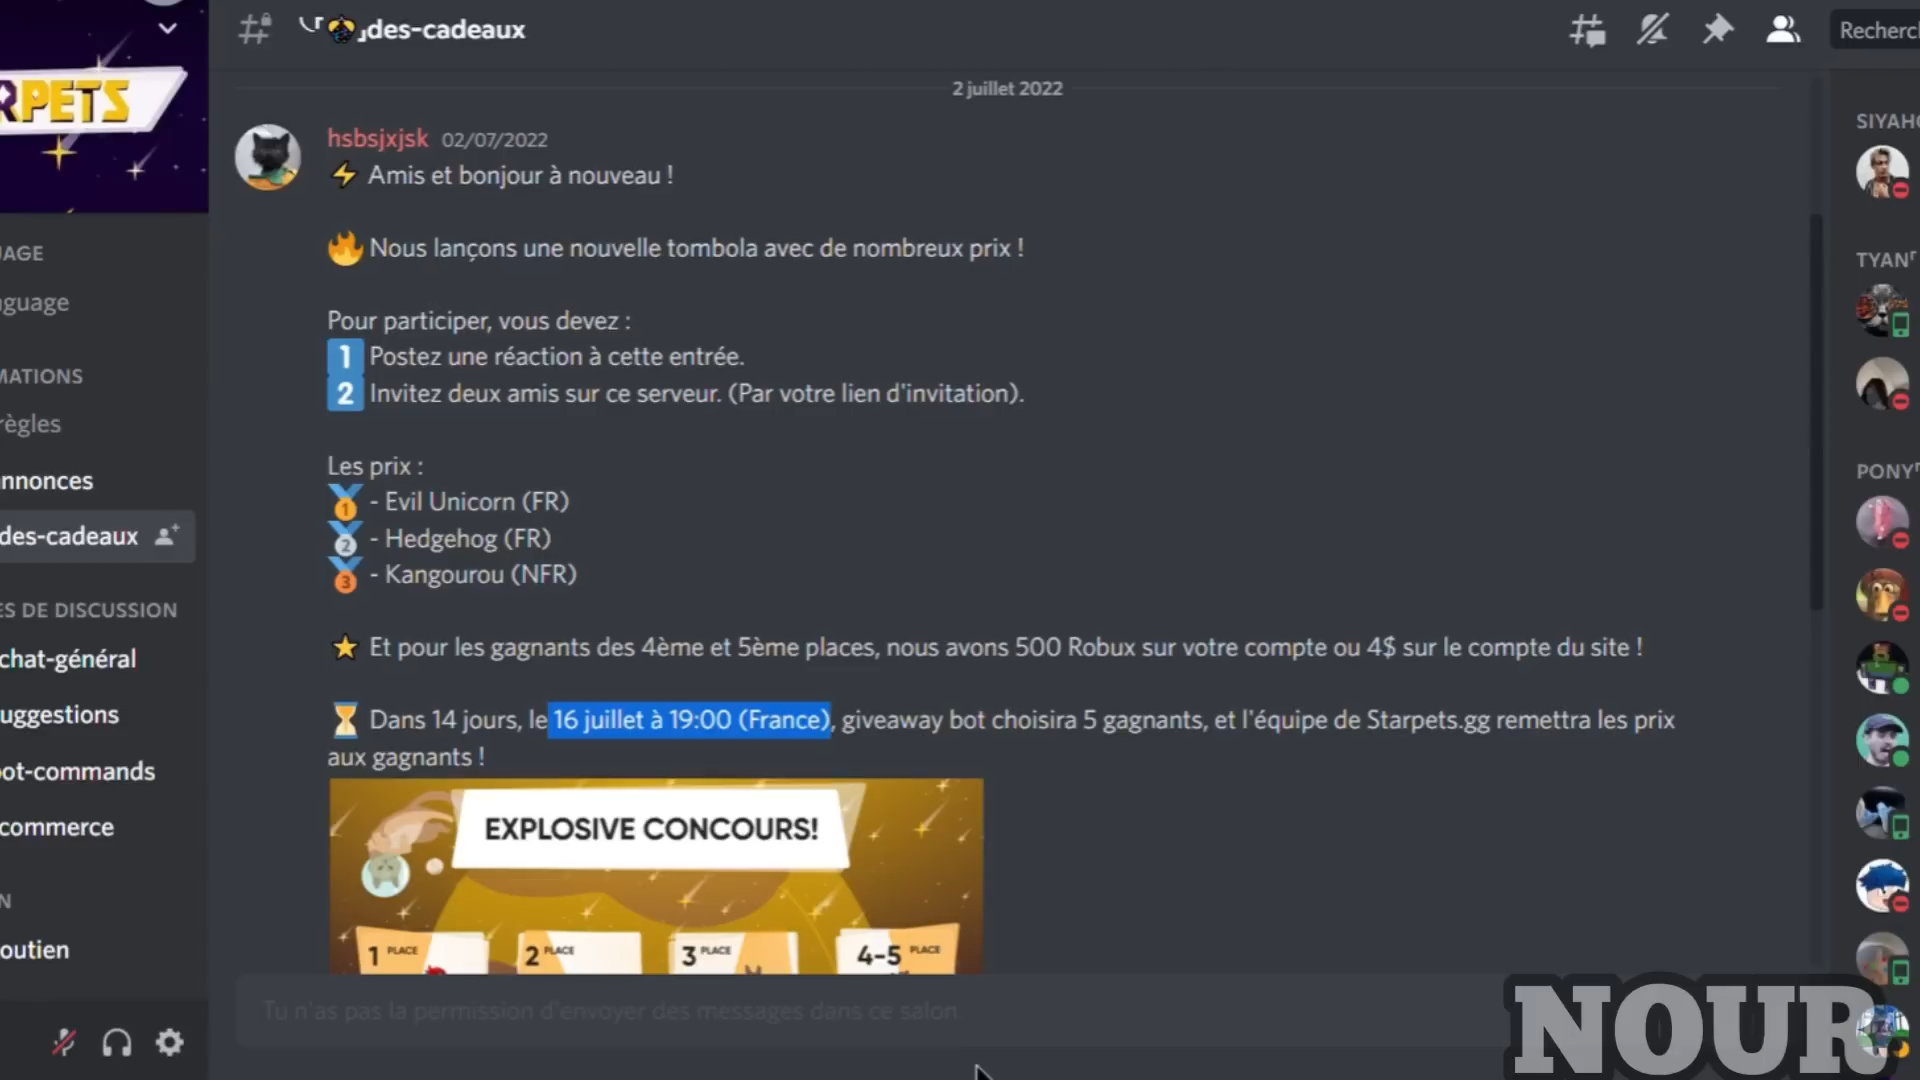 des-cadeaux
Recherc
RPETS
2 juillet 2022
hsbsjxjsk 02/07/2022
Amis et bonjour à nouveau !
Nous lançons une nouvelle tombola avec de nombreux prix !
Pour participer, vous devez :
1 Postez une réaction à cette entrée.
2 Invitez deux amis sur ce serveur. (Par votre lien d'invitation).
Les prix :
1 - Evil Unicorn (FR)
2 - Hedgehog (FR)
3 - Kangourou (NFR)
Et pour les gagnants des 4ème et 5ème places, nous avons 500 Robux sur votre compte ou 4$ sur le compte du site !
Dans 14 jours, le 16 juillet à 19:00 (France), giveaway bot choisira 5 gagnants, et l'équipe de Starpets.gg remettra les prix
aux gagnants !
EXPLOSIVE CONCOURS!
1 PLACE
2 PLACE
3 PLACE
4-5 PLACE
Tu n'as pas la permission d'envoyer des messages dans ce salon.
UAGE
nguage
MATIONS
règles
nnonces
des-cadeaux
ES DE DISCUSSION
chat-général
uggestions
ot-commands
commerce
N
outien
SIYAH
TYAN
PONY
NOUR